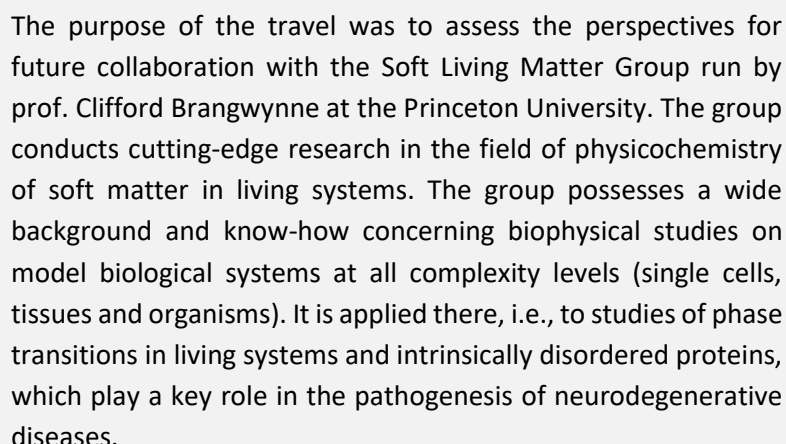 The purpose of the travel was to assess the perspectives for
future collaboration with the Soft Living Matter Group run by
prof. Clifford Brangwynne at the Princeton University. The group
conducts cutting-edge research in the field of physicochemistry
of soft matter in living systems. The group possesses a wide
background and know-how concerning biophysical studies on
model biological systems at all complexity levels (single cells,
tissues and organisms). It is applied there, i.e., to studies of phase
transitions in living systems and intrinsically disordered proteins,
which play a key role in the pathogenesis of neurodegenerative
diseases.